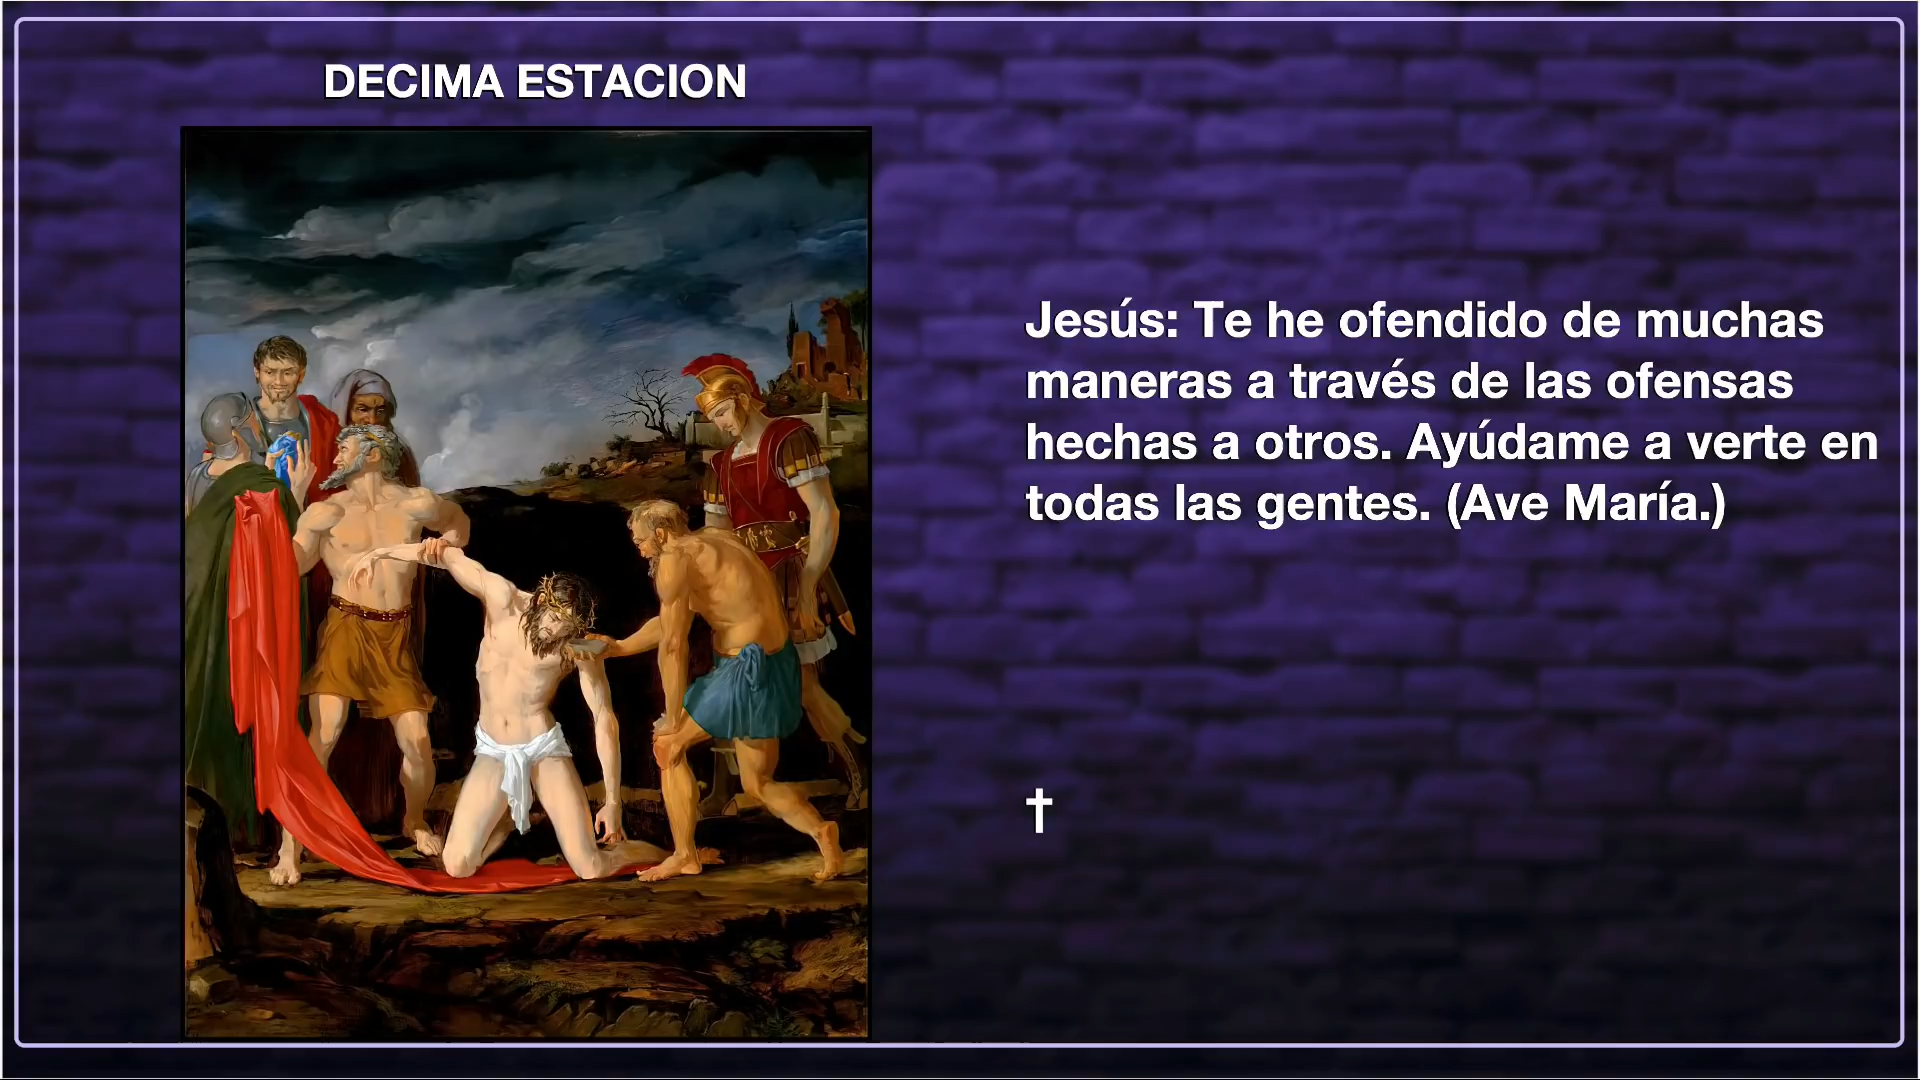 DECIMA ESTACION
Jesús: Te he ofendido de muchas
maneras a través de las ofensas
hechas a otros. Ayúdame a verte en
todas las gentes. (Ave María.)
†